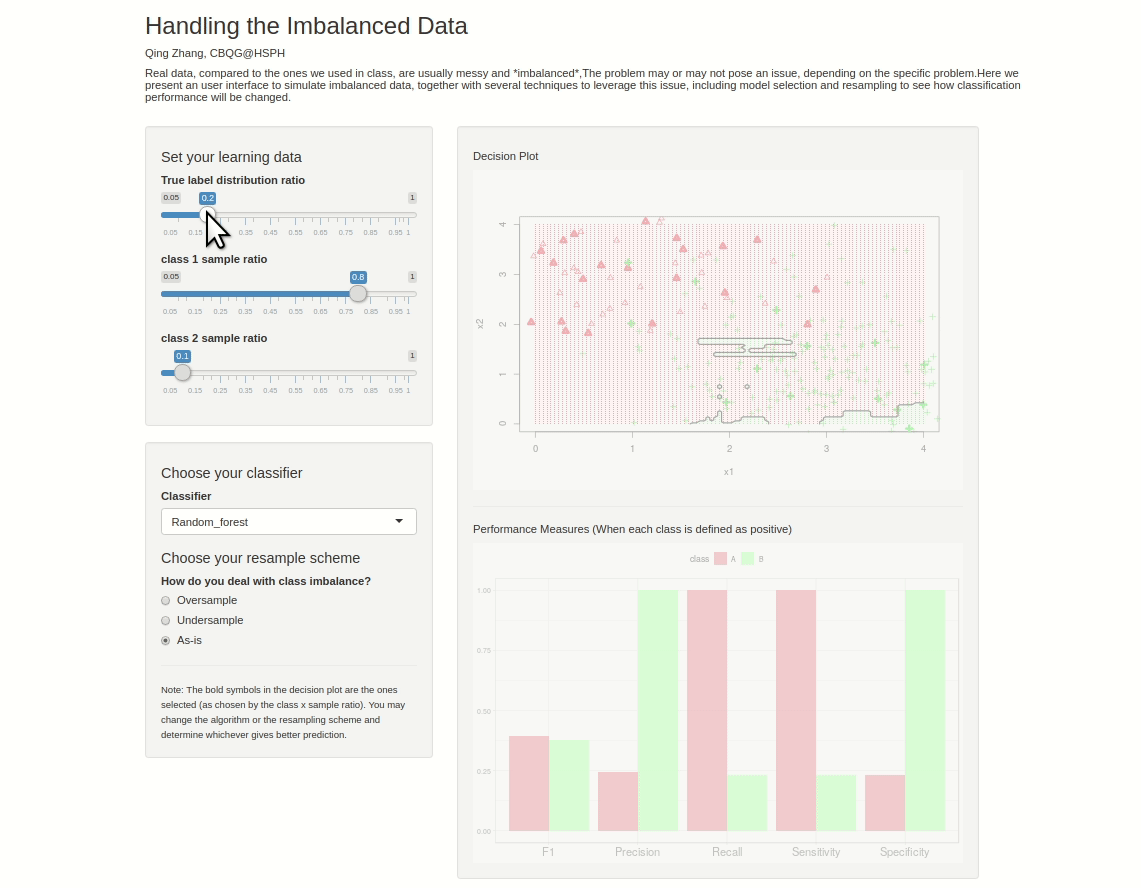 Handling the Imbalanced Data
Qing Zhang, CBQG@HSPH
Real data, compared to the ones we used in class, are usually messy and *imbalanced*,The problem may or may not pose an issue, depending on the specific problem.Here we
present an user interface to simulate imbalanced data, together with several techniques to leverage this issue, including model selection and resampling to see how classification
performance will be changed.
Set your learning data
True label distribution ratio
0.05 0.2 1
0.05 0.15 0.25 0.35 0.45 0.55 0.65 0.75 0.85 0.95 1
class 1 sample ratio
0.05 0.8 1
0.05 0.15 0.25 0.35 0.45 0.55 0.65 0.75 0.85 0.95 1
class 2 sample ratio
0.05 0.1 1
0.05 0.15 0.25 0.35 0.45 0.55 0.65 0.75 0.85 0.95 1
Choose your classifier
Classifier
Random_forest
Choose your resample scheme
How do you deal with class imbalance?
Oversample
Undersample
As-is
Note: The bold symbols in the decision plot are the ones
selected (as chosen by the class x sample ratio). You may
change the algorithm or the resampling scheme and
determine whichever gives better prediction.
Decision Plot
4
3
2
1
0
x2
0 1 2 3 4
x1
Performance Measures (When each class is defined as positive)
class A B
1.00
0.75
0.50
0.25
0.00
F1 Precision Recall Sensitivity Specificity